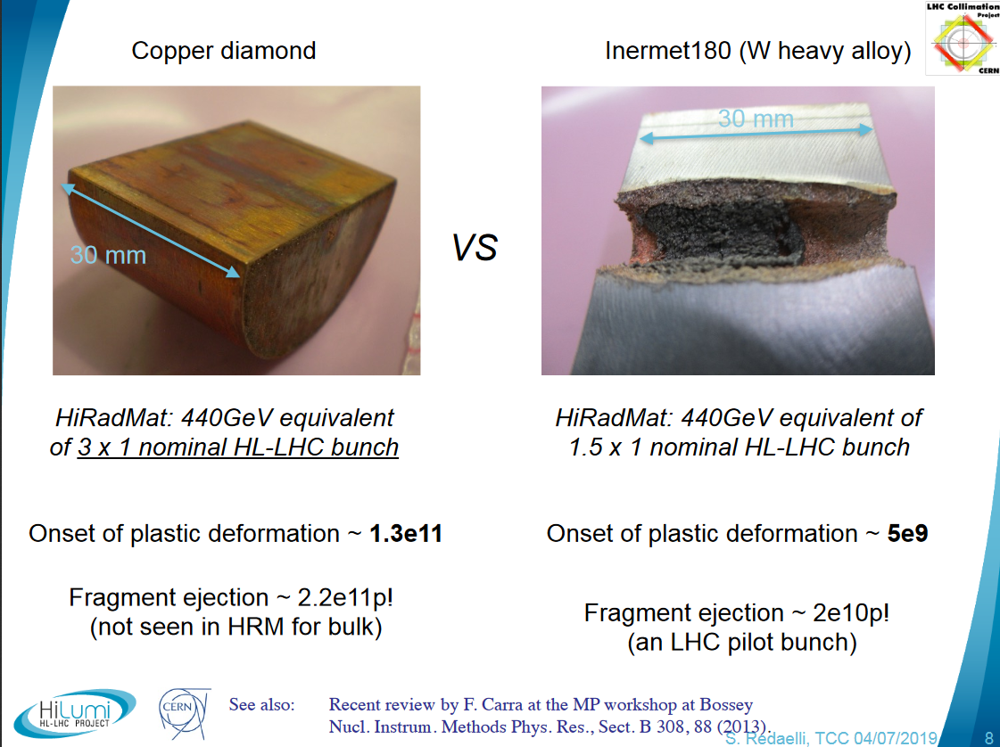 LHC Collimation
Project
CERN
Copper diamond
Inermet180 (W heavy alloy)
30 mm
VS
30 mm
HiRadMat: 440GeV equivalent
of 3 x 1 nominal HL-LHC bunch
HiRadMat: 440GeV equivalent of
1.5 x 1 nominal HL-LHC bunch
Onset of plastic deformation ~ 1.3e11
Onset of plastic deformation ~ 5e9
Fragment ejection ~ 2.2e11p!
(not seen in HRM for bulk)
Fragment ejection ~ 2e10p!
(an LHC pilot bunch)
HiLumi
HL-LHC PROJECT
CERN
See also:
Recent review by F. Carra at the MP workshop at Bossey
Nucl. Instrum. Methods Phys. Res., Sect. B 308, 88 (2013).
S. Redaelli, TCC 04/07/2019
8